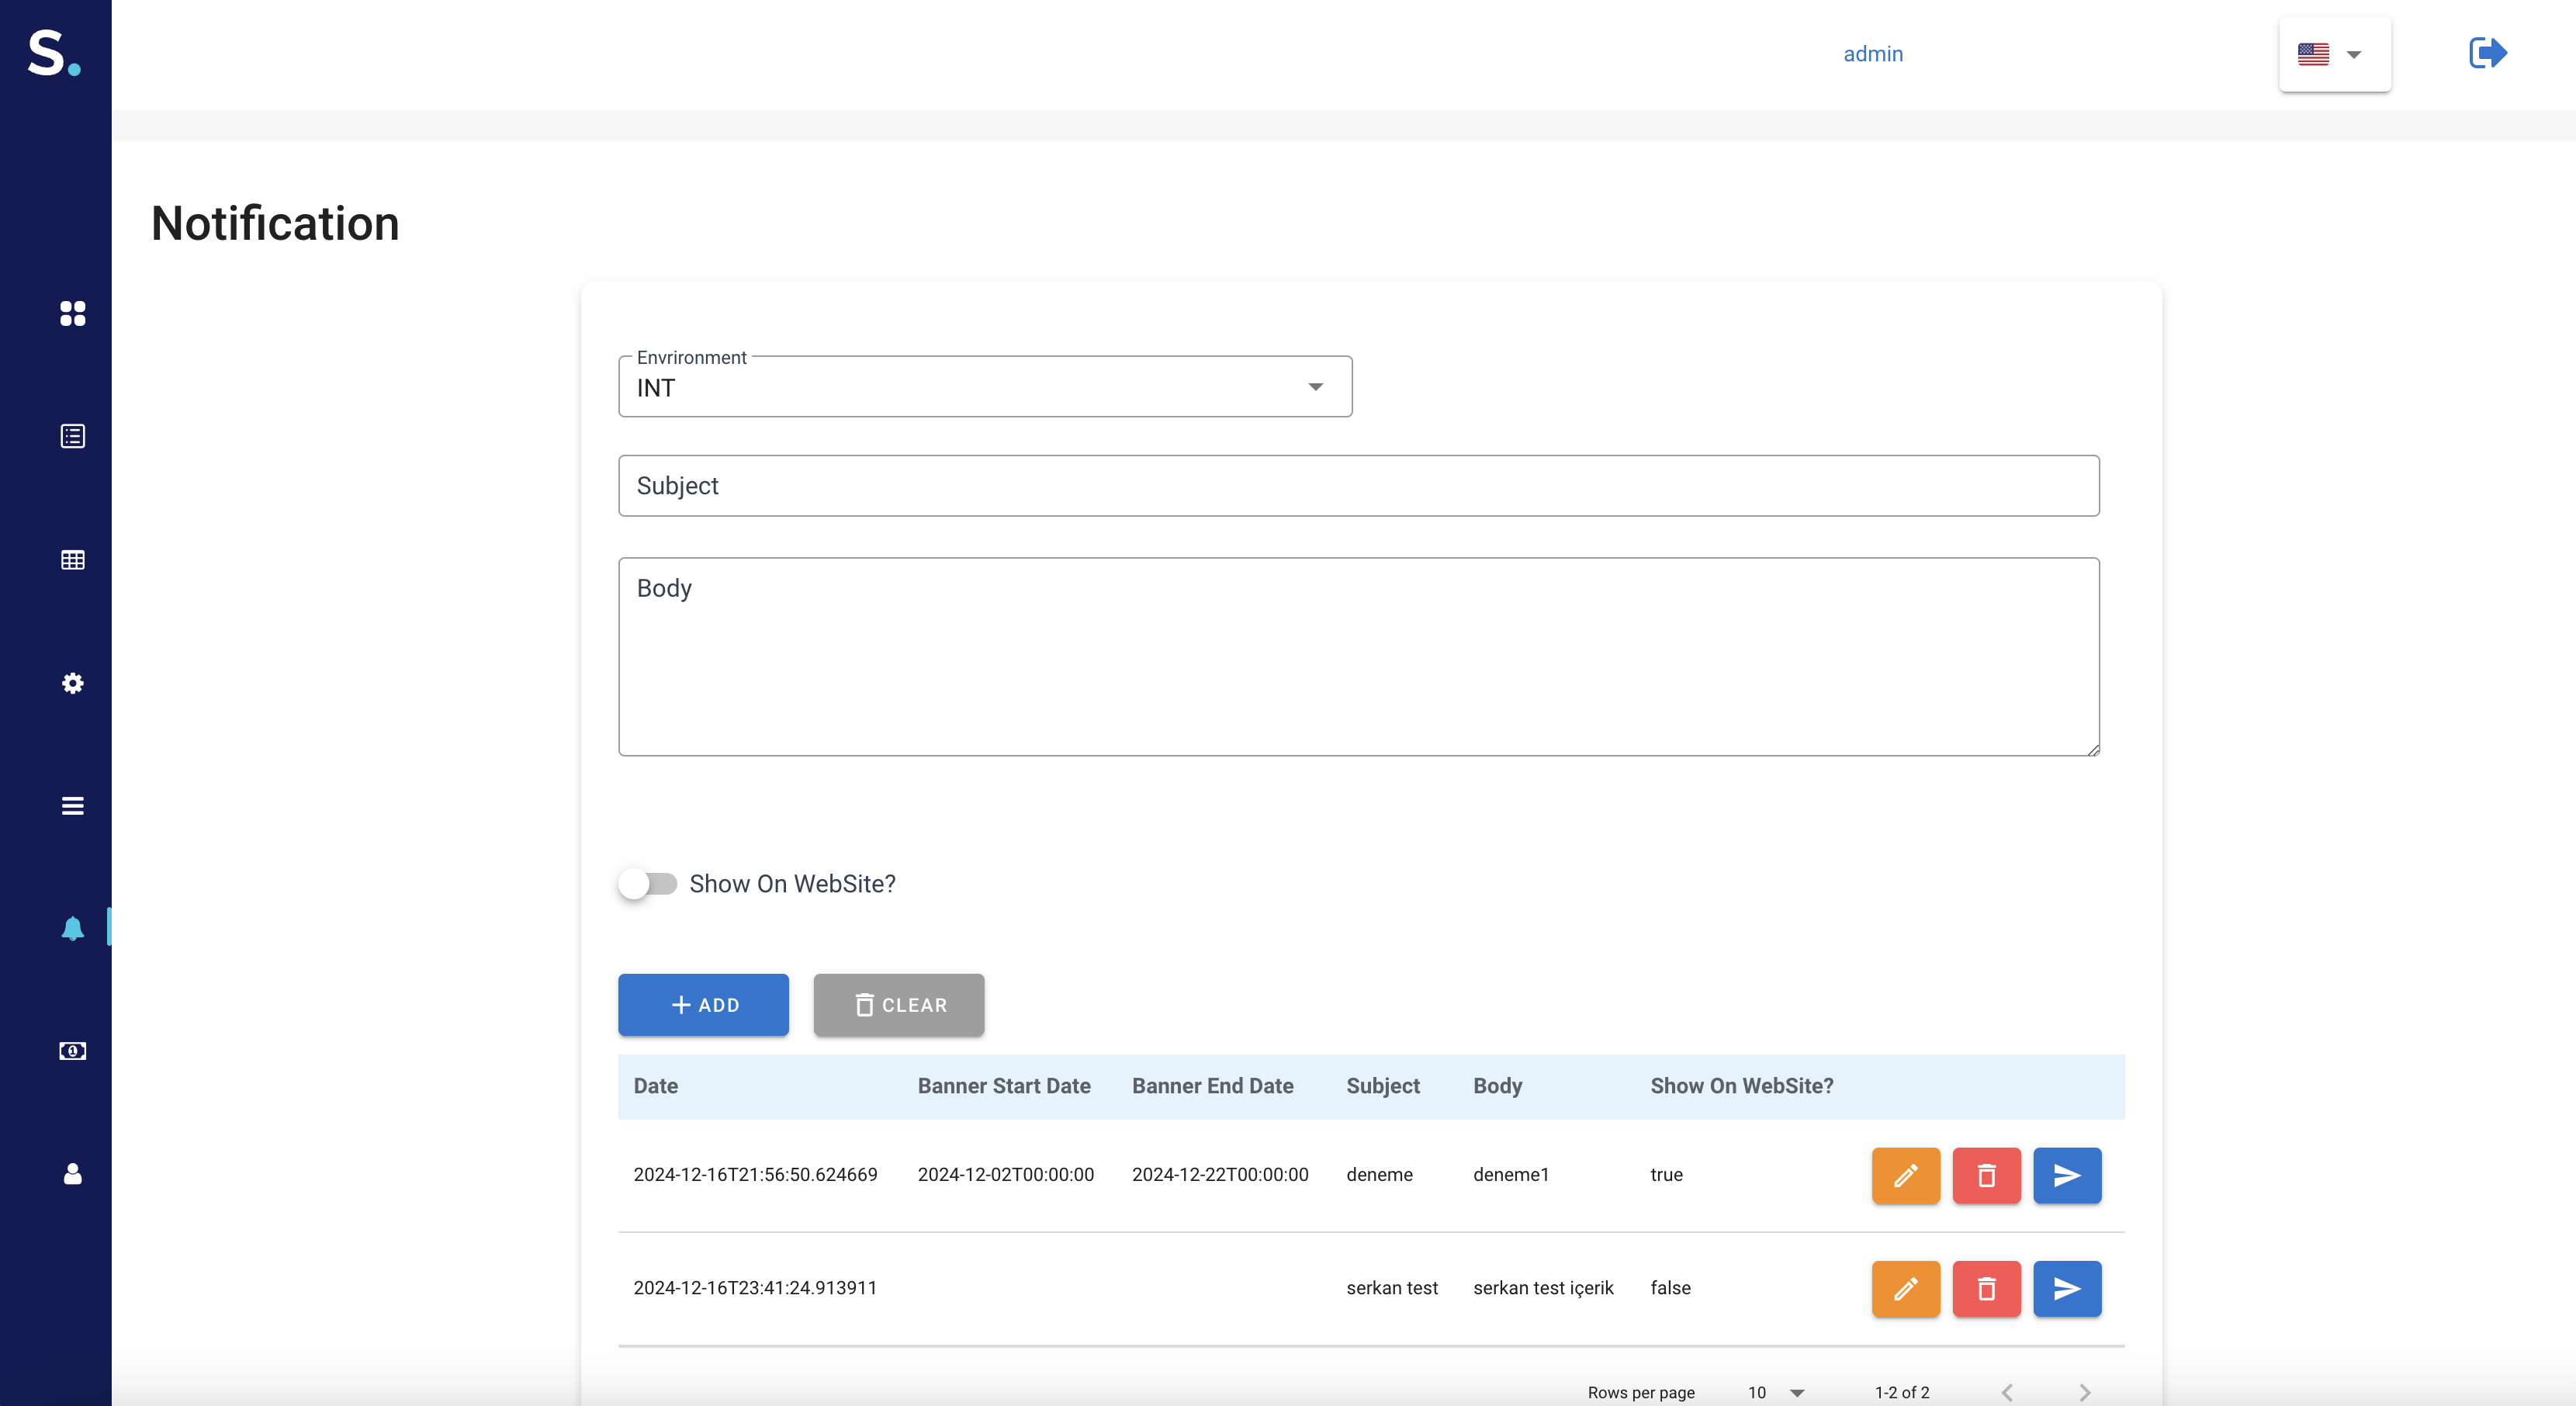 S.
admin
Notification
Envrironment
INT
Subject
Body
Show On WebSite?
ADD CLEAR
Date Banner Start Date Banner End Date Subject Body Show On WebSite?
2024-12-16T21:56:50.624669 2024-12-02T00:00:00 2024-12-22T00:00:00 deneme deneme1 true
2024-12-16T23:41:24.913911 serkan test serkan test içerik false
Rows per page 10 1-2 of 2